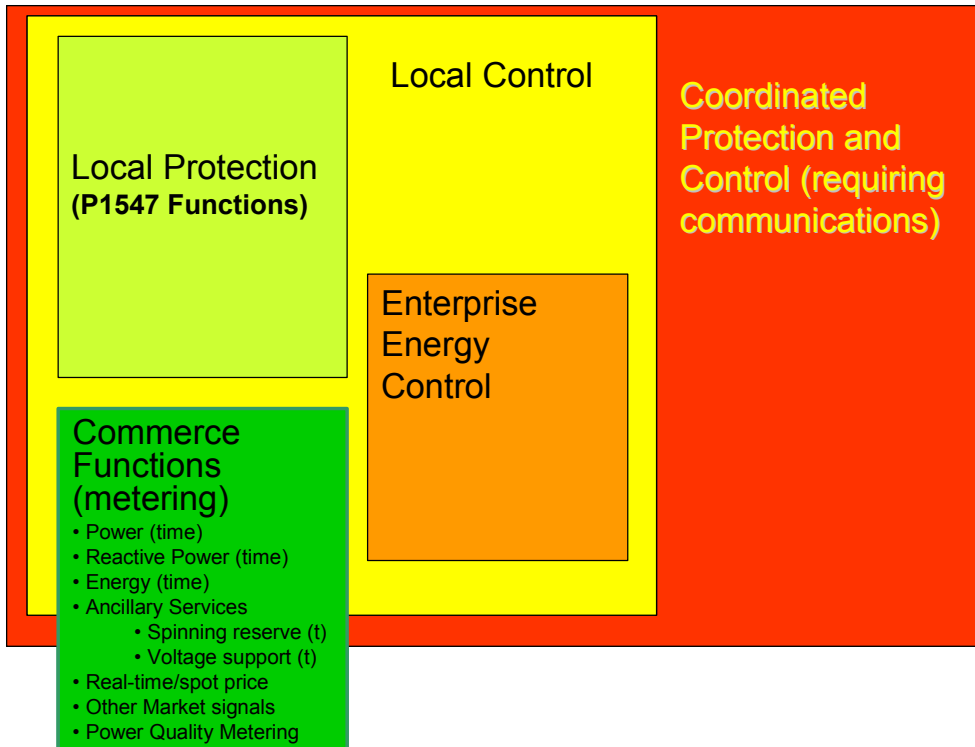 Local Control
Coordinated
Protection and
Control (requiring
communications)
Local Protection
(P1547 Functions)
Enterprise
Energy
Control
Commerce
Functions
(metering)
• Power (time)
• Reactive Power (time)
• Energy (time)
• Ancillary Services
• Spinning reserve (t)
• Voltage support (t)
• Real-time/spot price
• Other Market signals
• Power Quality Metering